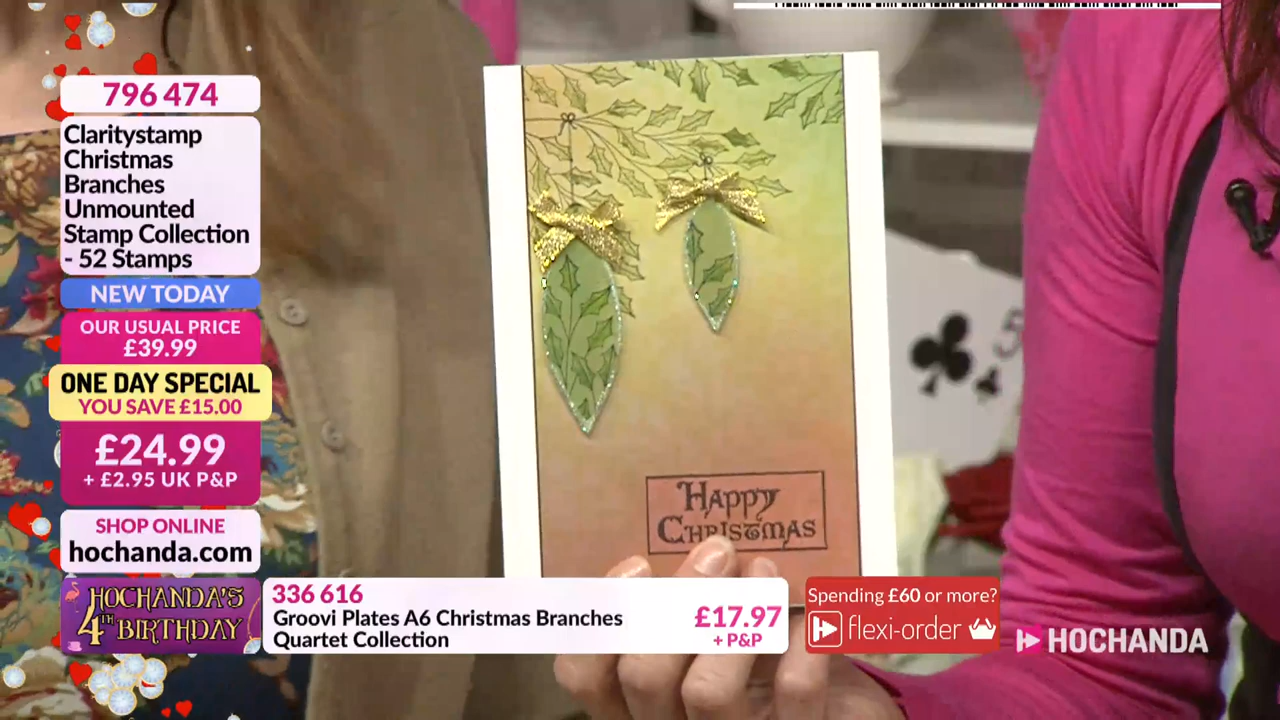 796 474
Claritystamp
Christmas
Branches
Unmounted
Stamp Collection
- 52 Stamps
NEW TODAY
OUR USUAL PRICE
£39.99
ONE DAY SPECIAL
YOU SAVE £15.00
£24.99
+ £2.95 UK P&P
SHOP ONLINE
hochanda.com
HOCHANDA'S
4TH BIRTHDAY
336 616
Groovi Plates A6 Christmas Branches
Quartet Collection
£17.97
+ P&P
Spending £60 or more?
flexi-order
HOCHANDA
HAPPY
CHRISTMAS
5